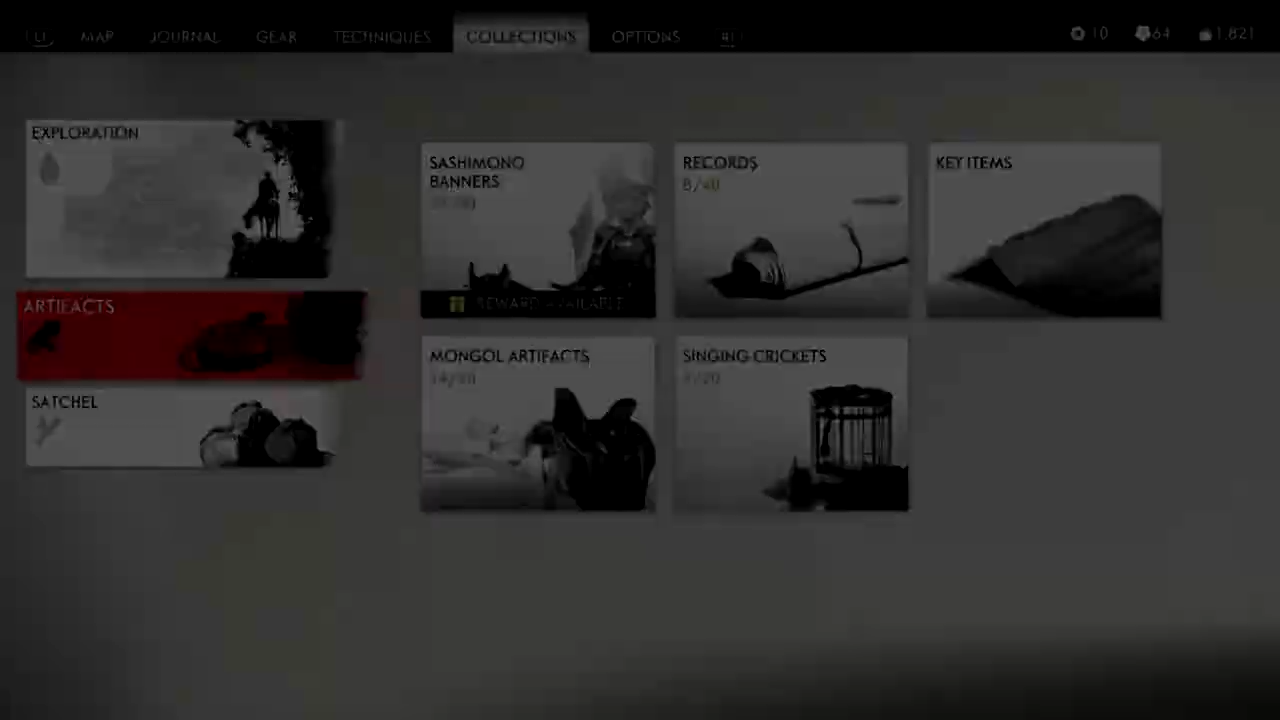 MAP JOURNAL GEAR TECHNIQUES COLLECTIONS OPTIONS R1 10 64 1,821
EXPLORATION
ARTIFACTS
SATCHEL
SASHIMONO
BANNERS
REWARD AVAILABLE
RECORDS
8/40
KEY ITEMS
MONGOL ARTIFACTS
SINGING CRICKETS